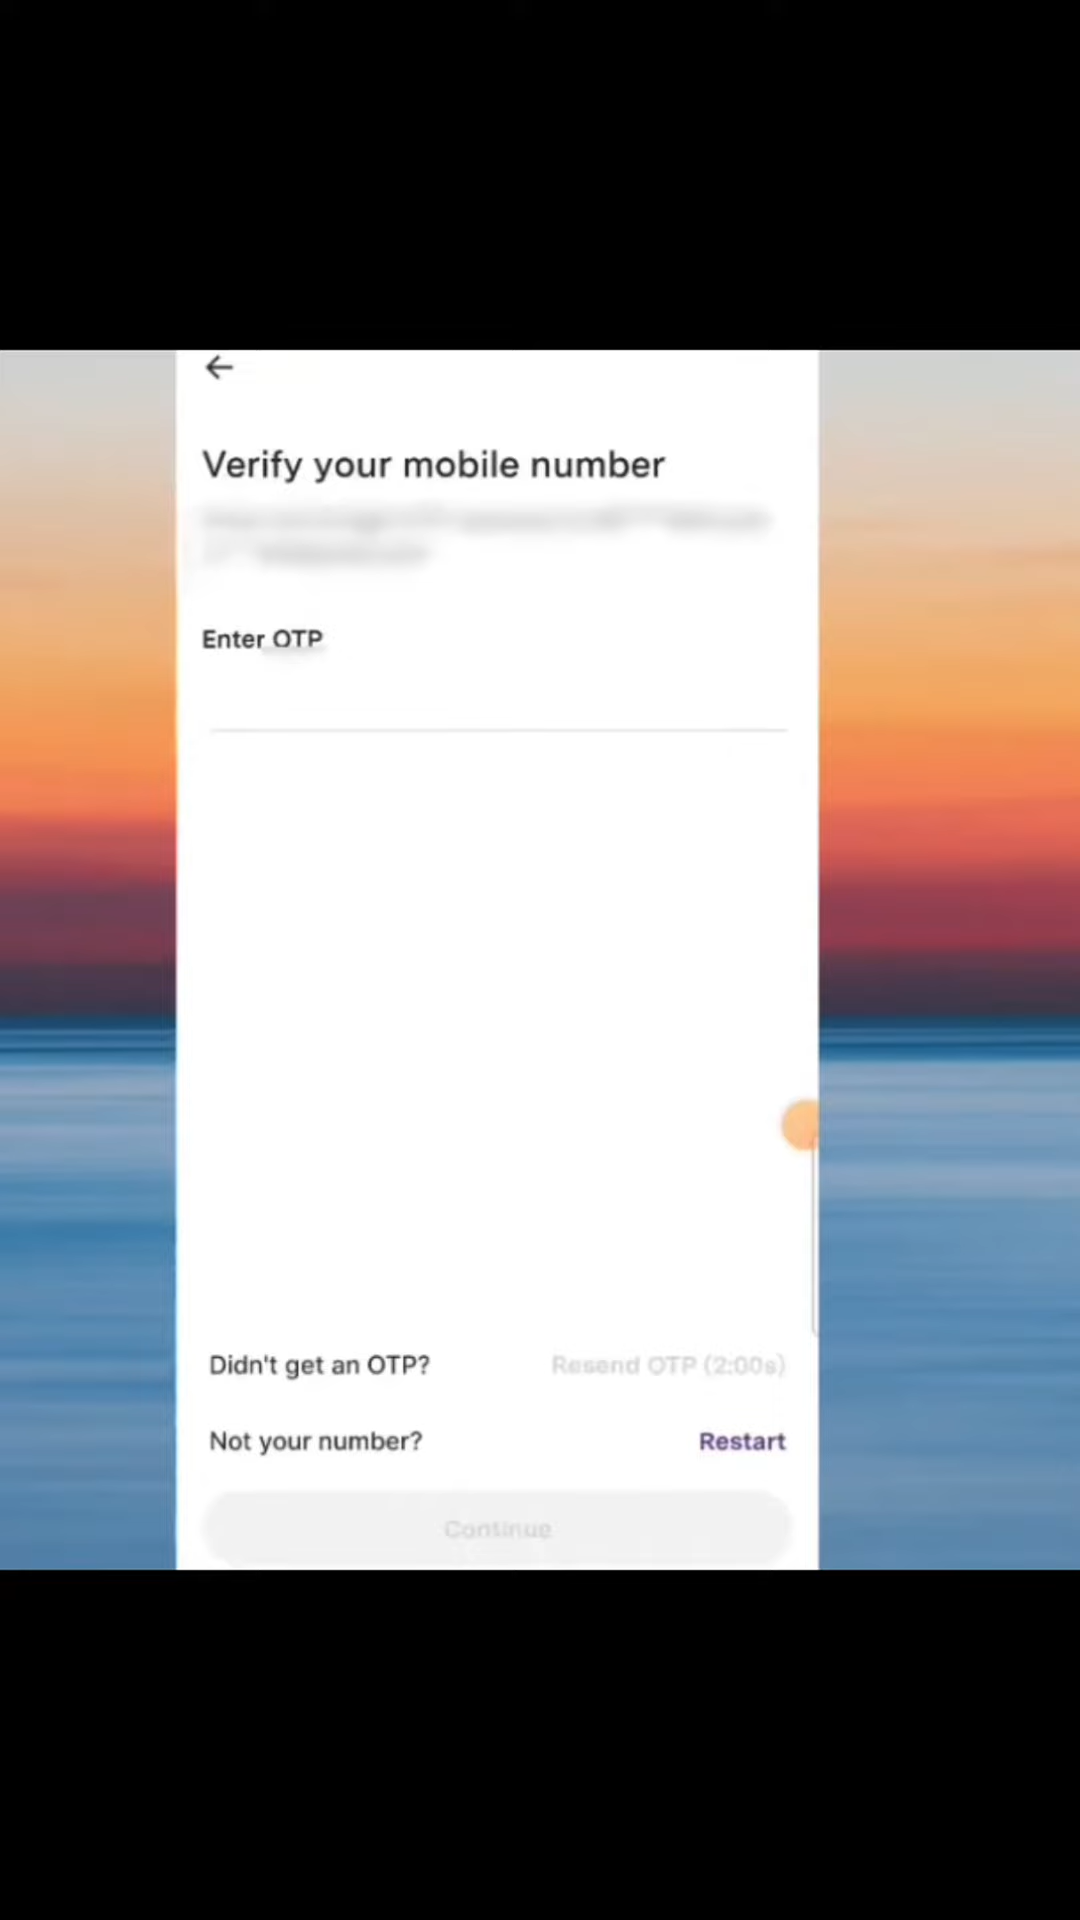 Verify your mobile number
Enter OTP
Didn't get an OTP?
Resend OTP (2:00s)
Not your number?
Restart
Continue